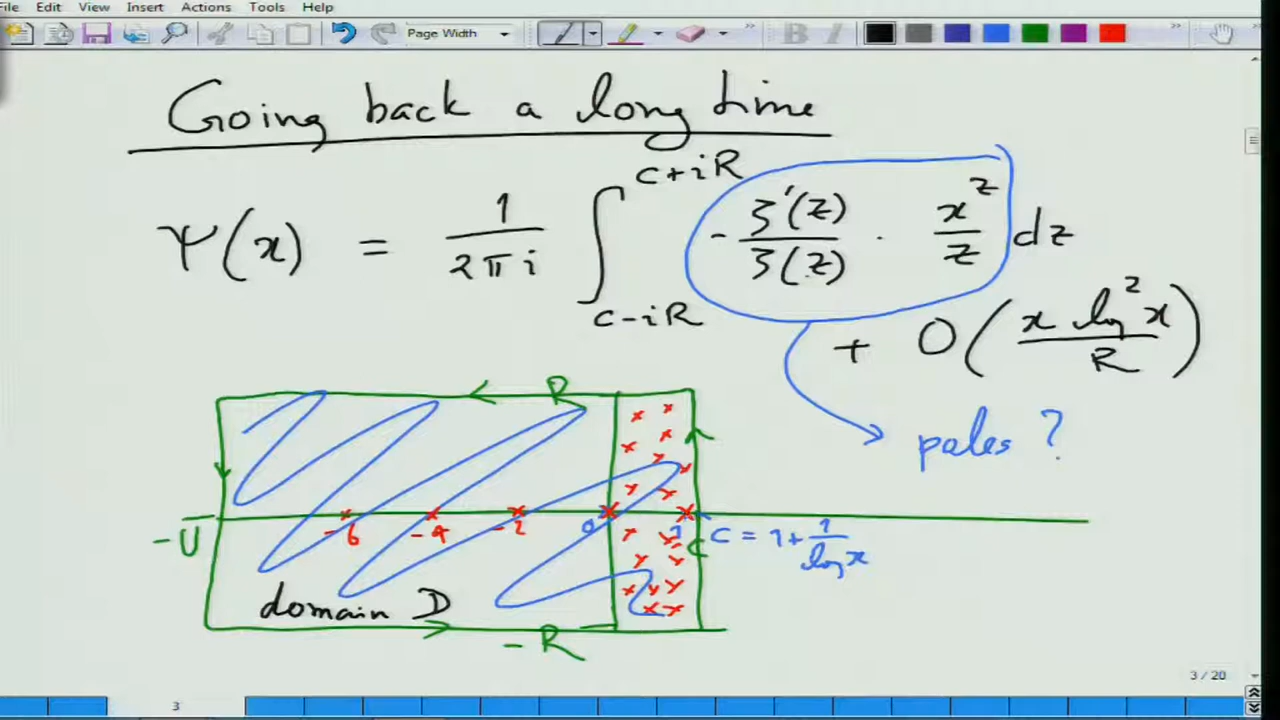 File Edit View Insert Actions Tools Help
Page Width
B I
Going back a long time
Ψ(x) = 1/(2πi) ∫_{c-iR}^{c+iR} - ζ'(z)/ζ(z) · x^z/z dz
+ O(x log² x / R)
poles ?
R
-U -6 -4 -2 0 1 c c = 1 + 1/log x
domain D
-R
3 / 20
3